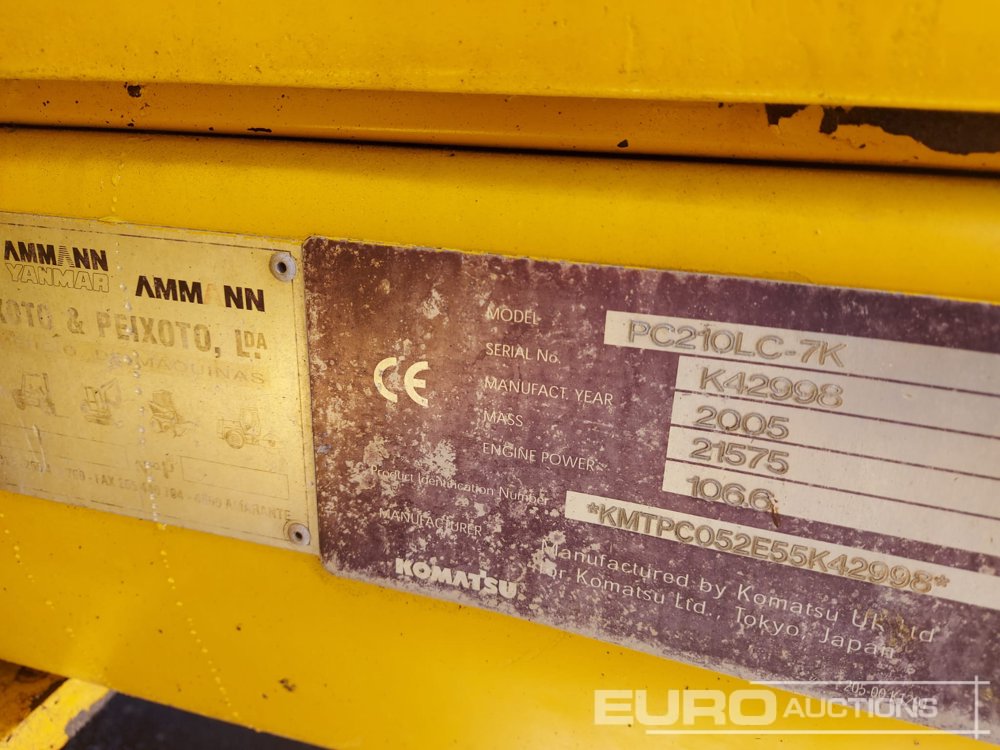 AMMANN
YANMAR
AMMANN
& PEIXOTO, L.DA
MAQUINAS
AMARANTE
MODEL PC210LC-7K
SERIAL No. K42998
MANUFACT. YEAR 2005
MASS 21575
ENGINE POWER 106.6
Product Identification Number *KMTPC052E55K42998*
MANUFACTURER
CE
KOMATSU
Manufactured by Komatsu UK Ltd
for Komatsu Ltd., Tokyo, Japan
EURO AUCTIONS